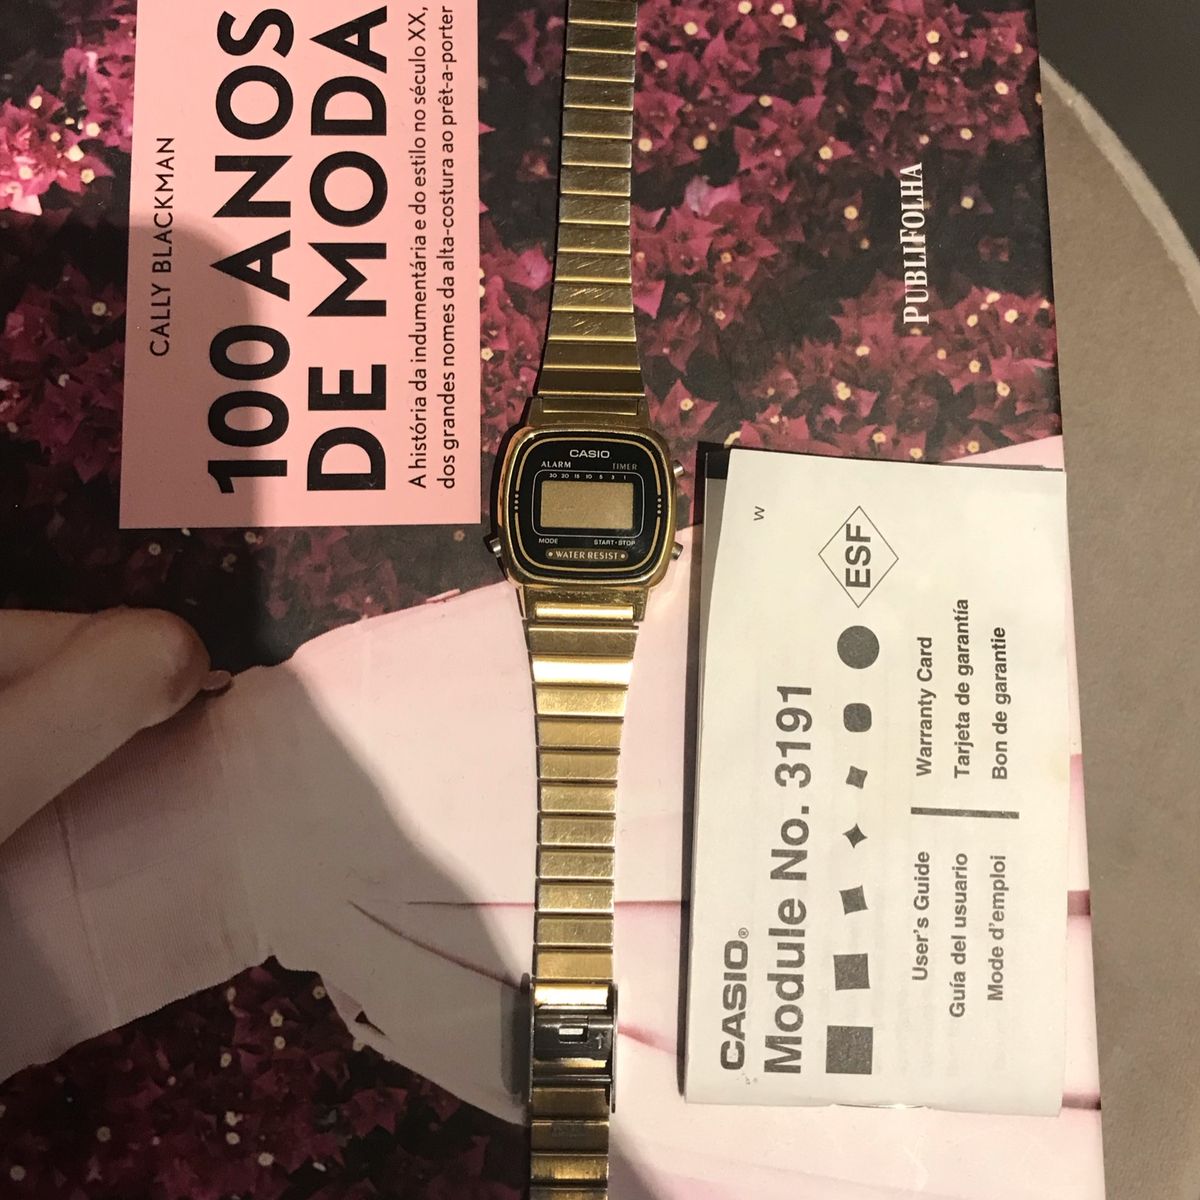 CALLY BLACKMAN
100 ANOS
DE MODA
A história da indumentária e do estilo no século XX,
dos grandes nomes da alta-costura ao prêt-a-porter
PUBLIFOLHA
CASIO
ALARM TIMER
30 20 15 10 5 3 1
MODE START•STOP
WATER RESIST
CASIO®
Module No. 3191
ESF
User's Guide
Guía del usuario
Mode d'emploi
Warranty Card
Tarjeta de garantía
Bon de garantie
W